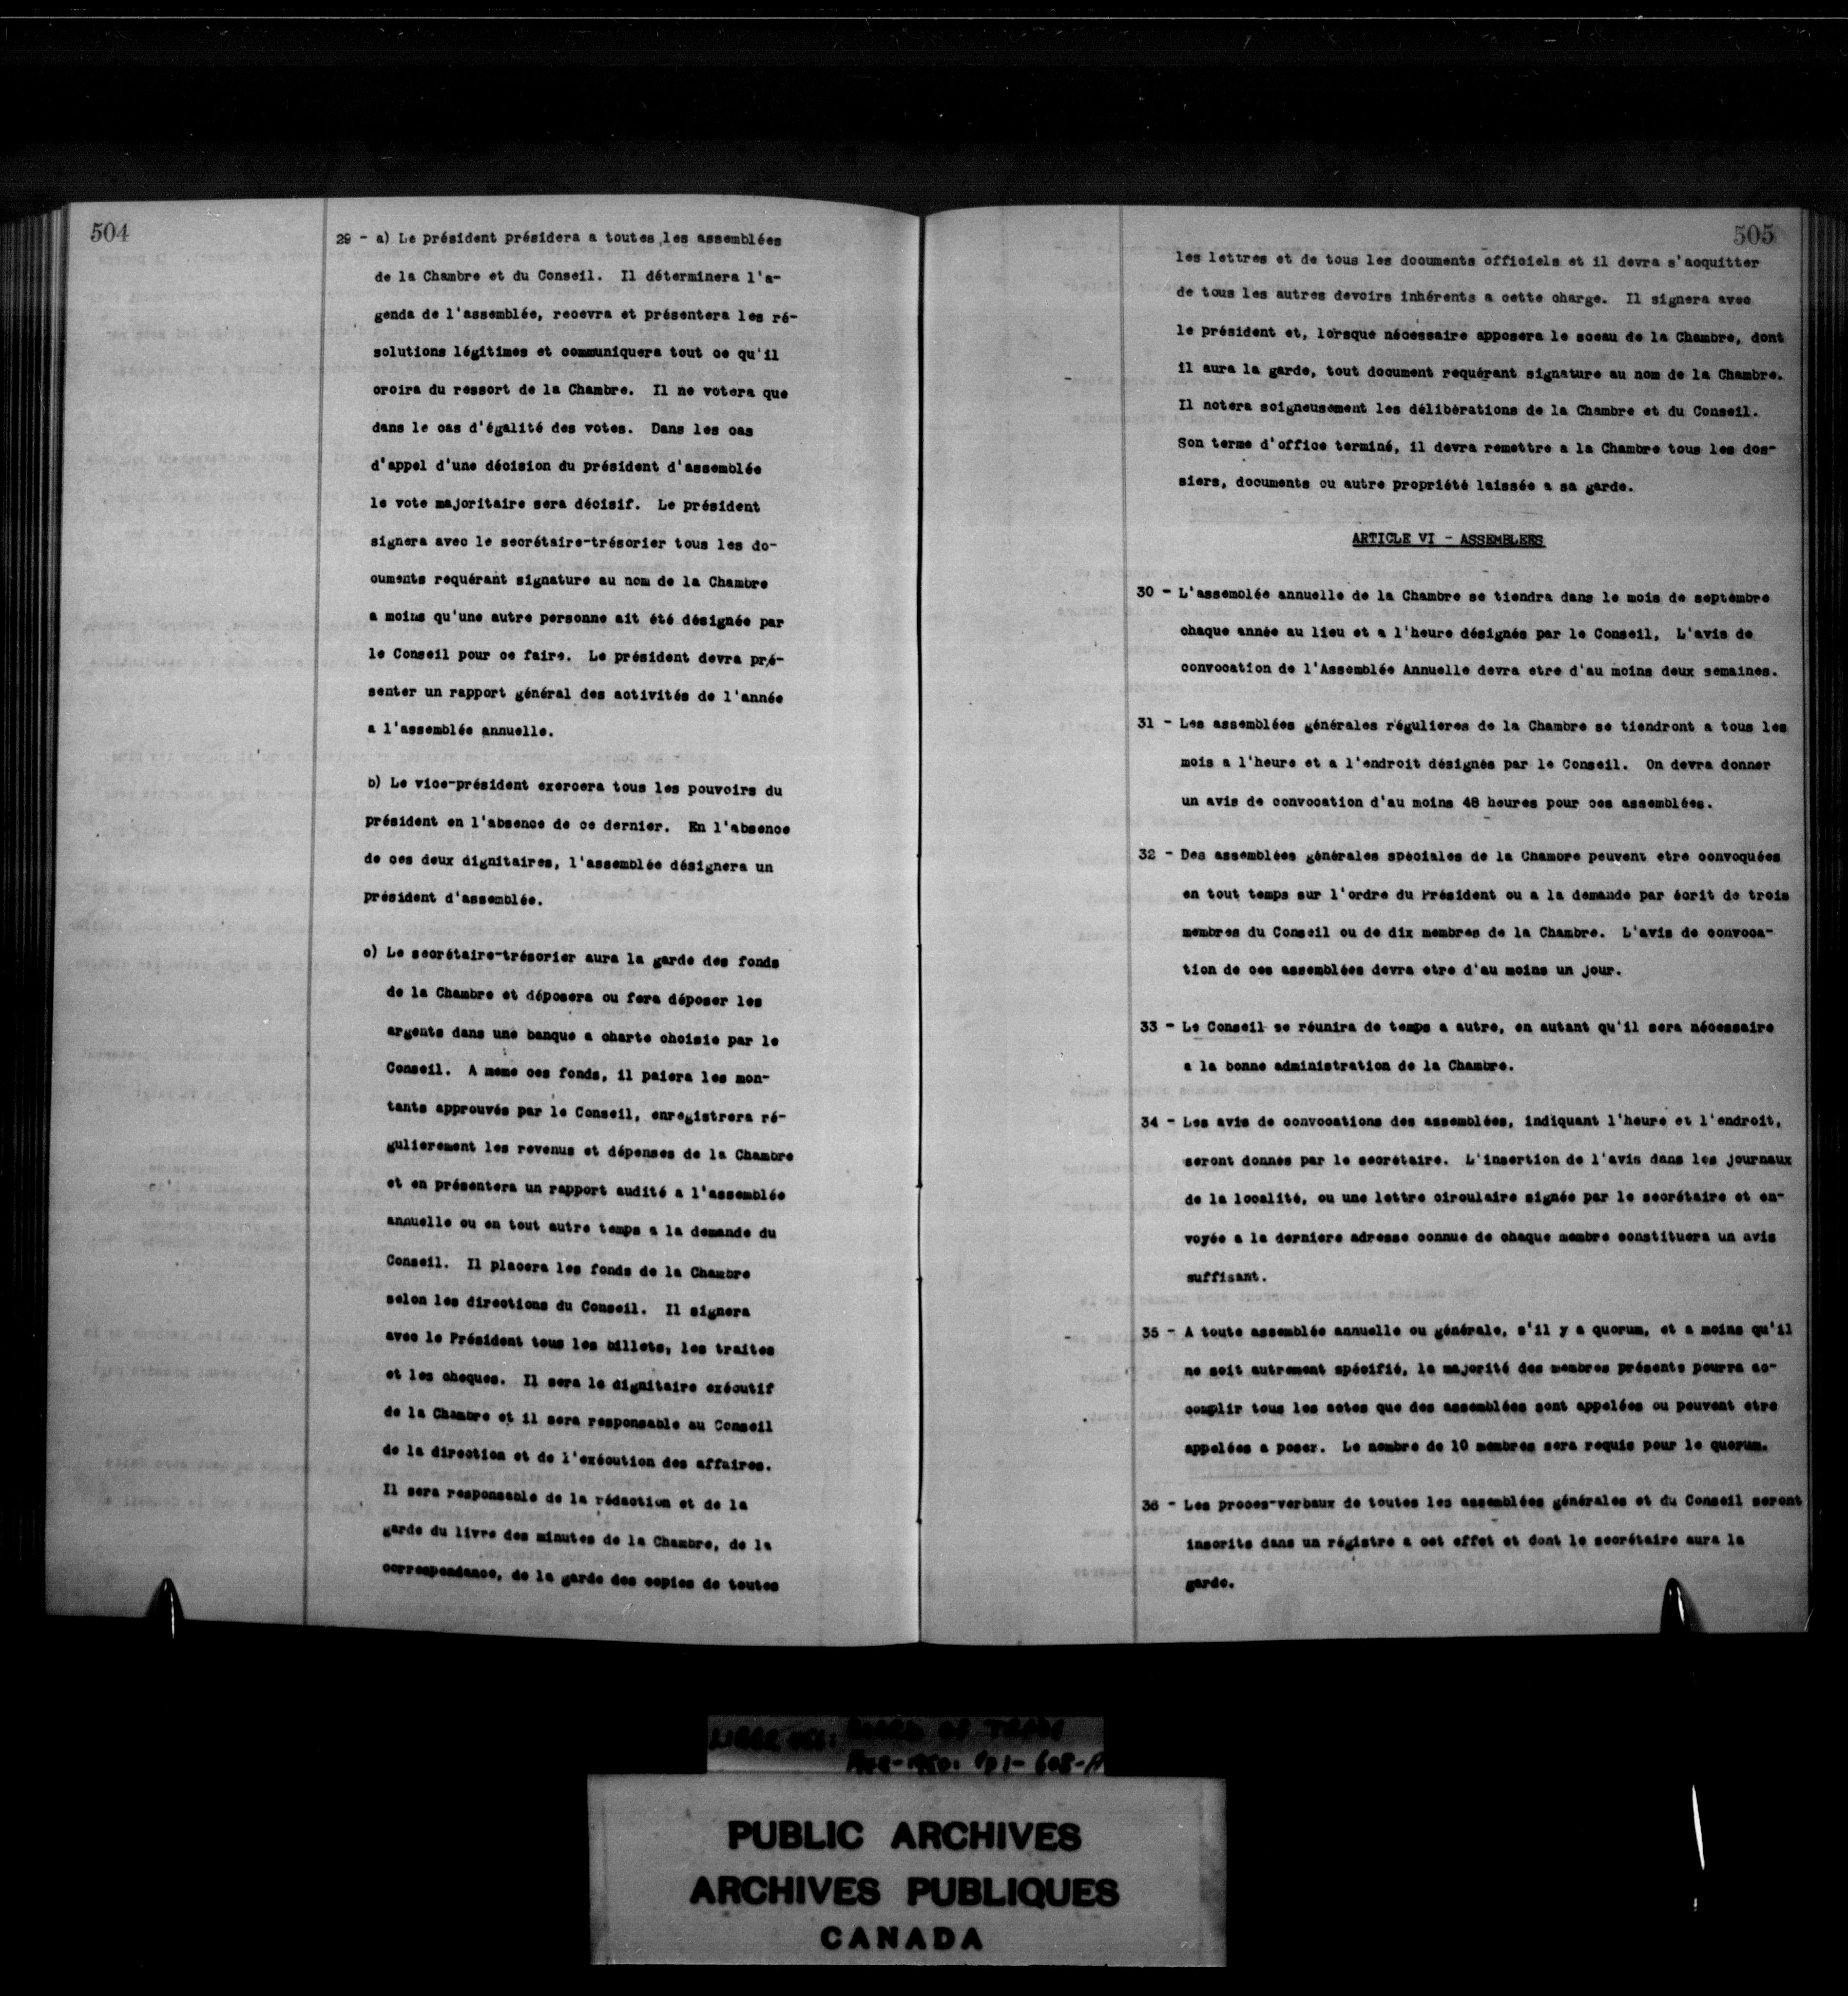 504
29 - a) Le président présidera a toutes les assemblées
de la Chambre et du Conseil. Il déterminera l'a-
genda de l'assemblée, recevra et présentera les ré-
solutions légitimes et communiquera tout ce qu'il
croira du ressort de la Chambre. Il ne votera que
dans le cas d'égalité des votes. Dans les cas
d'appel d'une décision du président d'assemblée
le vote majoritaire sera décisif. Le président
signera avec le secrétaire-trésorier tous les do-
cuments requérant signature au nom de la Chambre
a moins qu'une autre personne ait été désignée par
le Conseil pour ce faire. Le président devra pré-
senter un rapport général des activités de l'année
a l'assemblée annuelle.
b) Le vice-président exercera tous les pouvoirs du
président en l'absence de ce dernier. En l'absence
de ces deux dignitaires, l'assemblée désignera un
président d'assemblée.
c) Le secrétaire-trésorier aura la garde des fonds
de la Chambre et déposera ou fera déposer les
argents dans une banque a charte choisie par le
Conseil. A meme ces fonds, il paiera les mon-
tants approuvés par le Conseil, enregistrera ré-
gulierement les revenus et dépenses de la Chambre
et en présentera un rapport audité a l'assemblée
annuelle ou en tout autre temps a la demande du
Conseil. Il placera les fonds de la Chambre
selon les directions du Conseil. Il signera
avec le Président tous les billets, les traites
et les cheques. Il sera le dignitaire exécutif
de la Chambre et il sera responsable au Conseil
de la direction et de l'exécution des affaires.
Il sera responsable de la rédaction et de la
garde du livre des minutes de la Chambre, de la
correspondance, de la garde des copies de toutes
505
les lettres et de tous les documents officiels et il devra s'acquitter
de tous les autres devoirs inhérents a cette charge. Il signera avec
le président et, lorsque nécessaire apposera le sceau de la Chambre, dont
il aura la garde, tout document requérant signature au nom de la Chambre.
Il notera soigneusement les délibérations de la Chambre et du Conseil.
Son terme d'office terminé, il devra remettre a la Chambre tous les dos-
siers, documents ou autre propriété laissée a sa garde.
ARTICLE VI - ASSEMBLEES
30 - L'assemblée annuelle de la Chambre se tiendra dans le mois de septembre
chaque année au lieu et a l'heure désignés par le Conseil, L'avis de
convocation de l'Assemblée Annuelle devra etre d'au moins deux semaines.
31 - Les assemblées générales régulieres de la Chambre se tiendront a tous les
mois a l'heure et a l'endroit désignés par le Conseil. On devra donner
un avis de convocation d'au moins 48 heures pour ces assemblées.
32 - Des assemblées générales spéciales de la Chambre peuvent etre convoquées
en tout temps sur l'ordre du Président ou a la demande par écrit de trois
membres du Conseil ou de dix membres de la Chambre. L'avis de convoca-
tion de ces assemblées devra etre d'au moins un jour.
33 - Le Conseil se réunira de temps a autre, en autant qu'il sera nécessaire
a la bonne administration de la Chambre.
34 - Les avis de convocations des assemblées, indiquant l'heure et l'endroit,
seront donnés par le secrétaire. L'insertion de l'avis dans les journaux
de la localité, ou une lettre circulaire signée par le secrétaire et en-
voyée a la derniere adresse connue de chaque membre constituera un avis
suffisant.
35 - A toute assemblée annuelle ou générale, s'il y a quorum, et a moins qu'il
ne soit autrement spécifié, la majorité des membres présents pourra ac-
complir tous les actes que des assemblées sont appelées ou peuvent etre
appelées a poser. Le nombre de 10 membres sera requis pour le quorum.
36 - Les proces-verbaux de toutes les assemblées générales et du Conseil seront
inscrits dans un régistre a cet effet et dont le secrétaire aura la
garde.
BOARD OF TRADE
PUBLIC ARCHIVES
ARCHIVES PUBLIQUES
CANADA